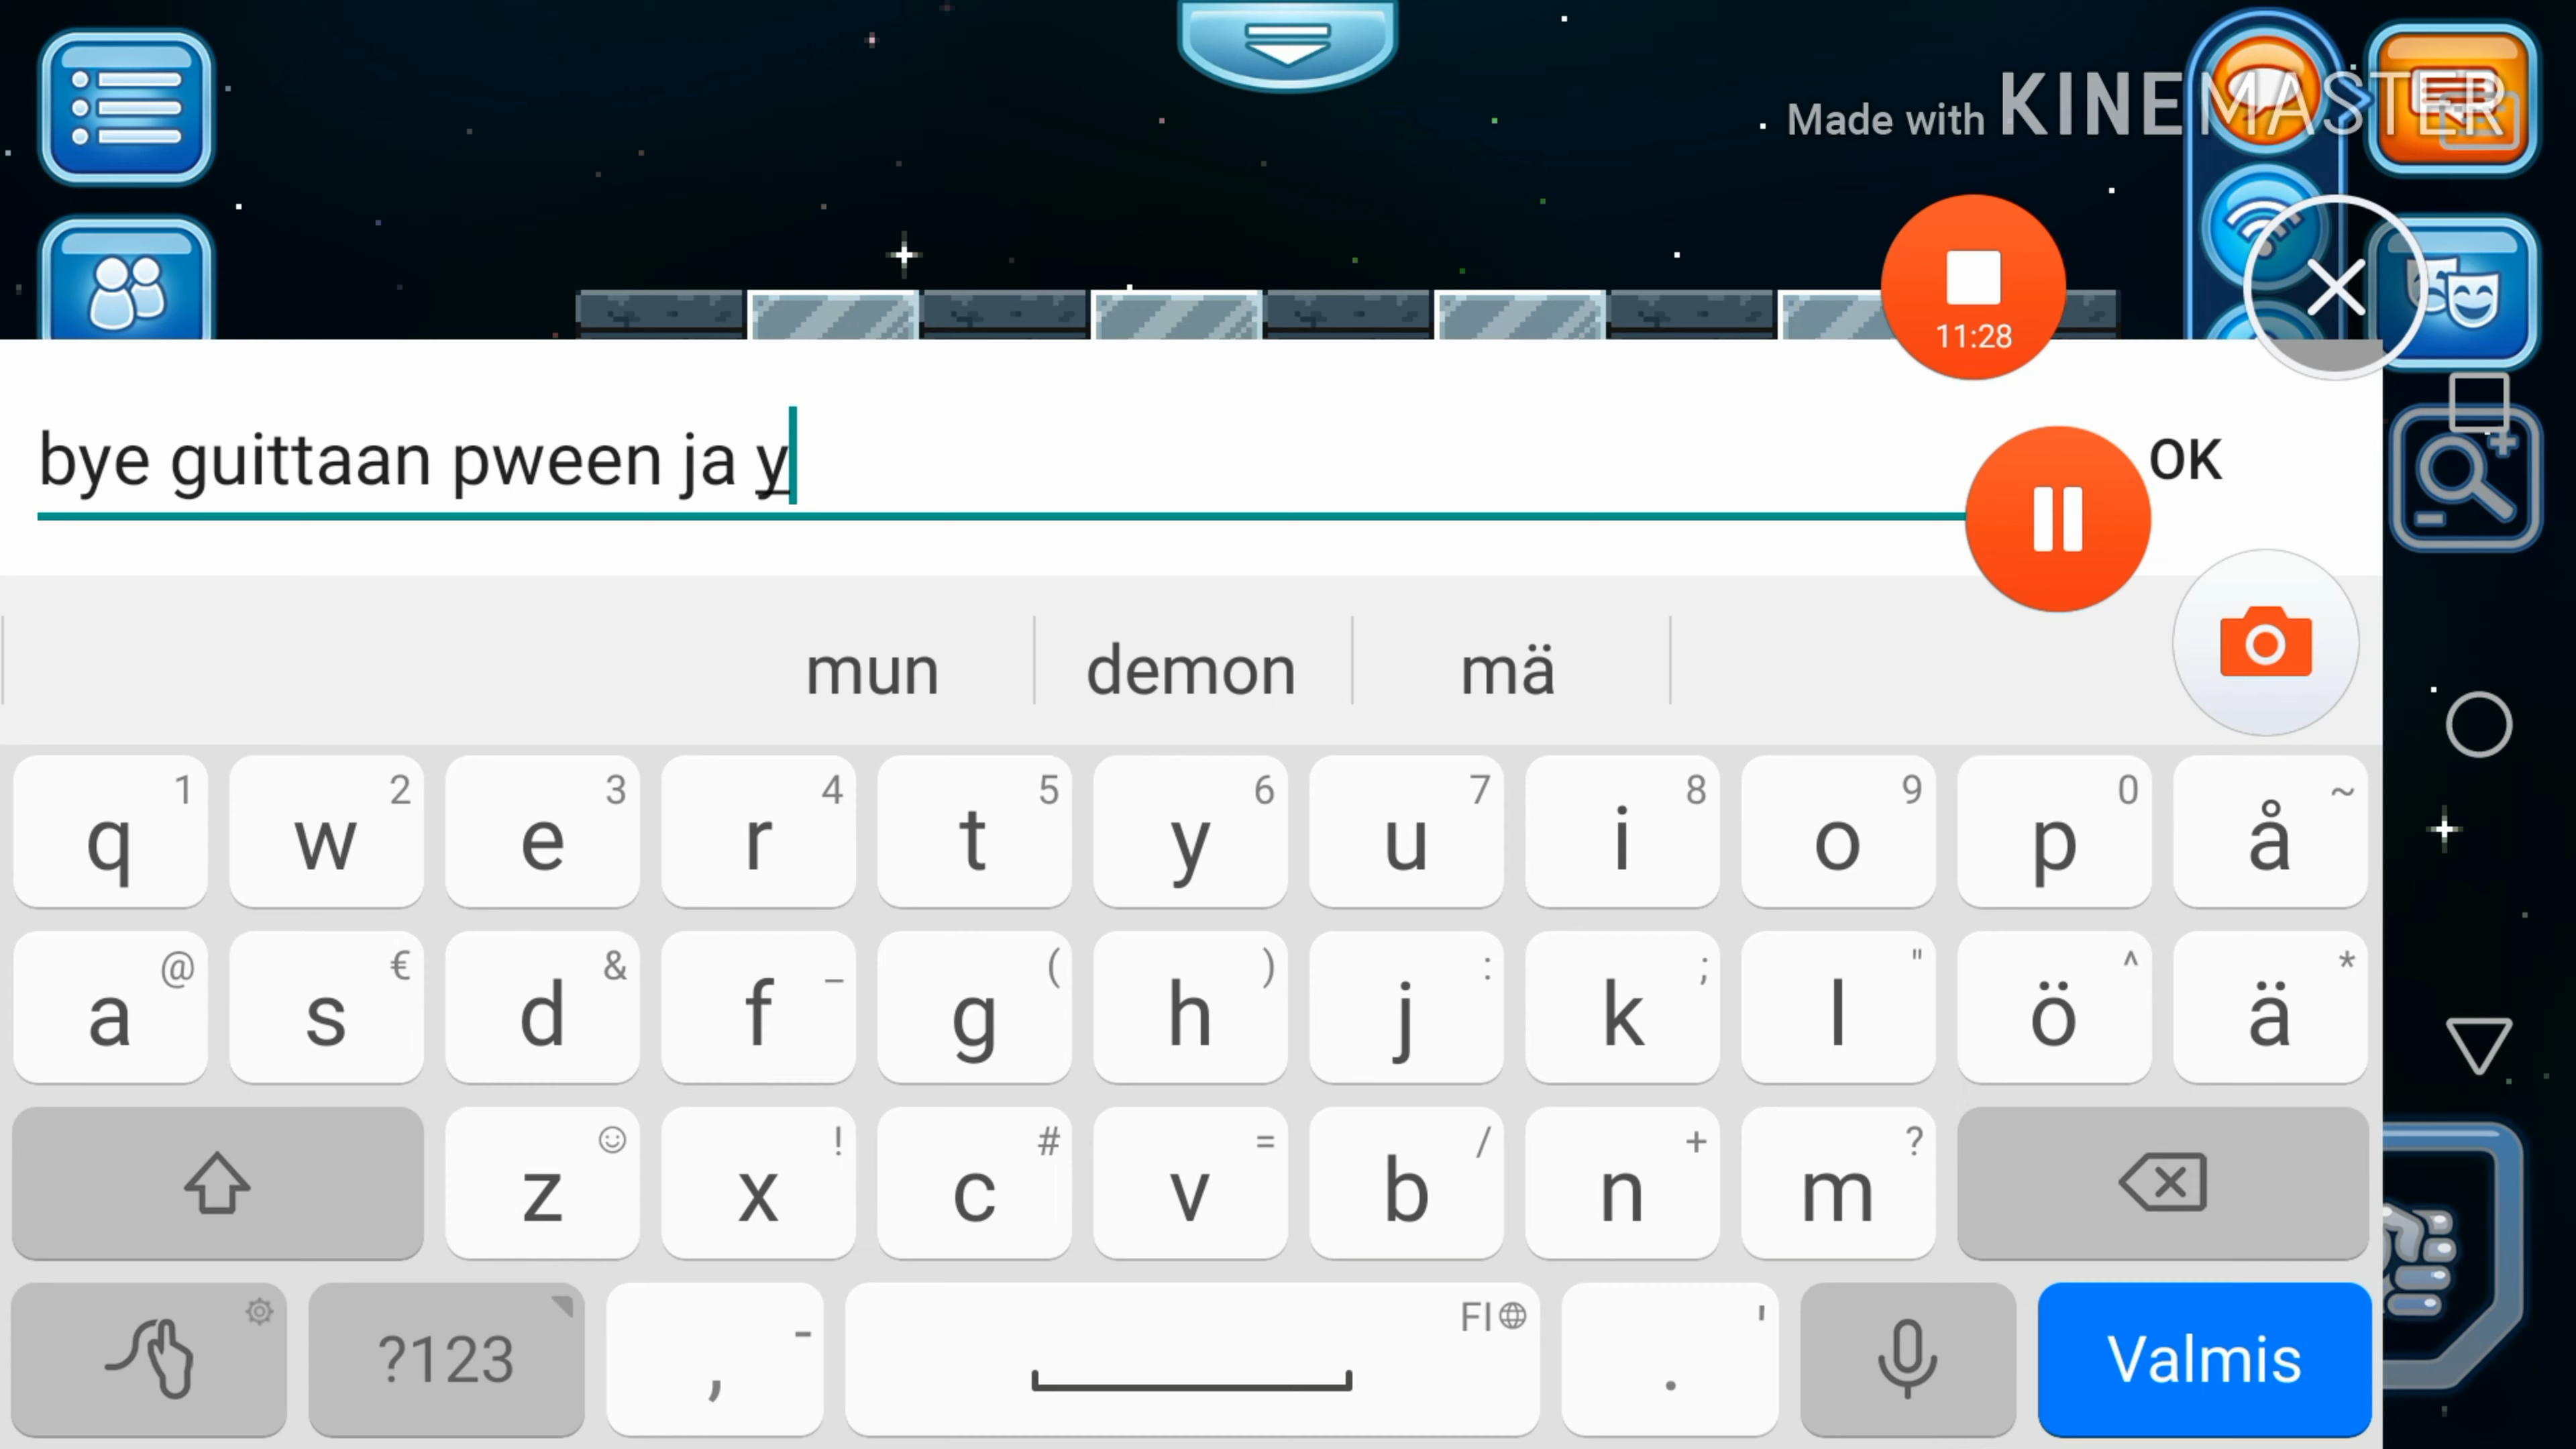 Made with KINEMASTER
11:28
bye guittaan pween ja y
OK
mun demon mä
q 1 w 2 e 3 r 4 t 5 y 6 u 7 i 8 o 9 p 0 å ~
a @ s € d & f _ g ( h ) j : k ; l " ö ^ ä *
z x ! c # v = b / n + m ?
?123 , - FI . ' Valmis